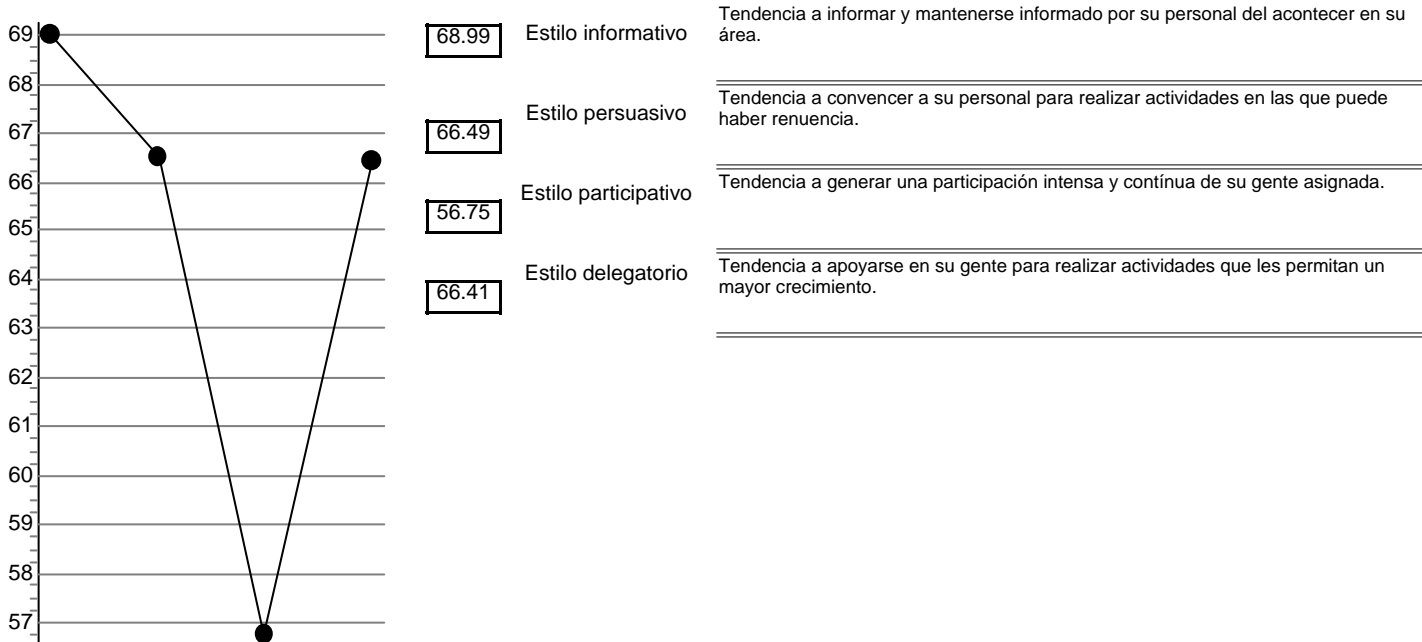 69
68
67
66
65
64
63
62
61
60
59
58
57
68.99
Estilo informativo
Tendencia a informar y mantenerse informado por su personal del acontecer en su
área.
66.49
Estilo persuasivo
Tendencia a convencer a su personal para realizar actividades en las que puede
haber renuencia.
56.75
Estilo participativo
Tendencia a generar una participación intensa y contínua de su gente asignada.
66.41
Estilo delegatorio
Tendencia a apoyarse en su gente para realizar actividades que les permitan un
mayor crecimiento.